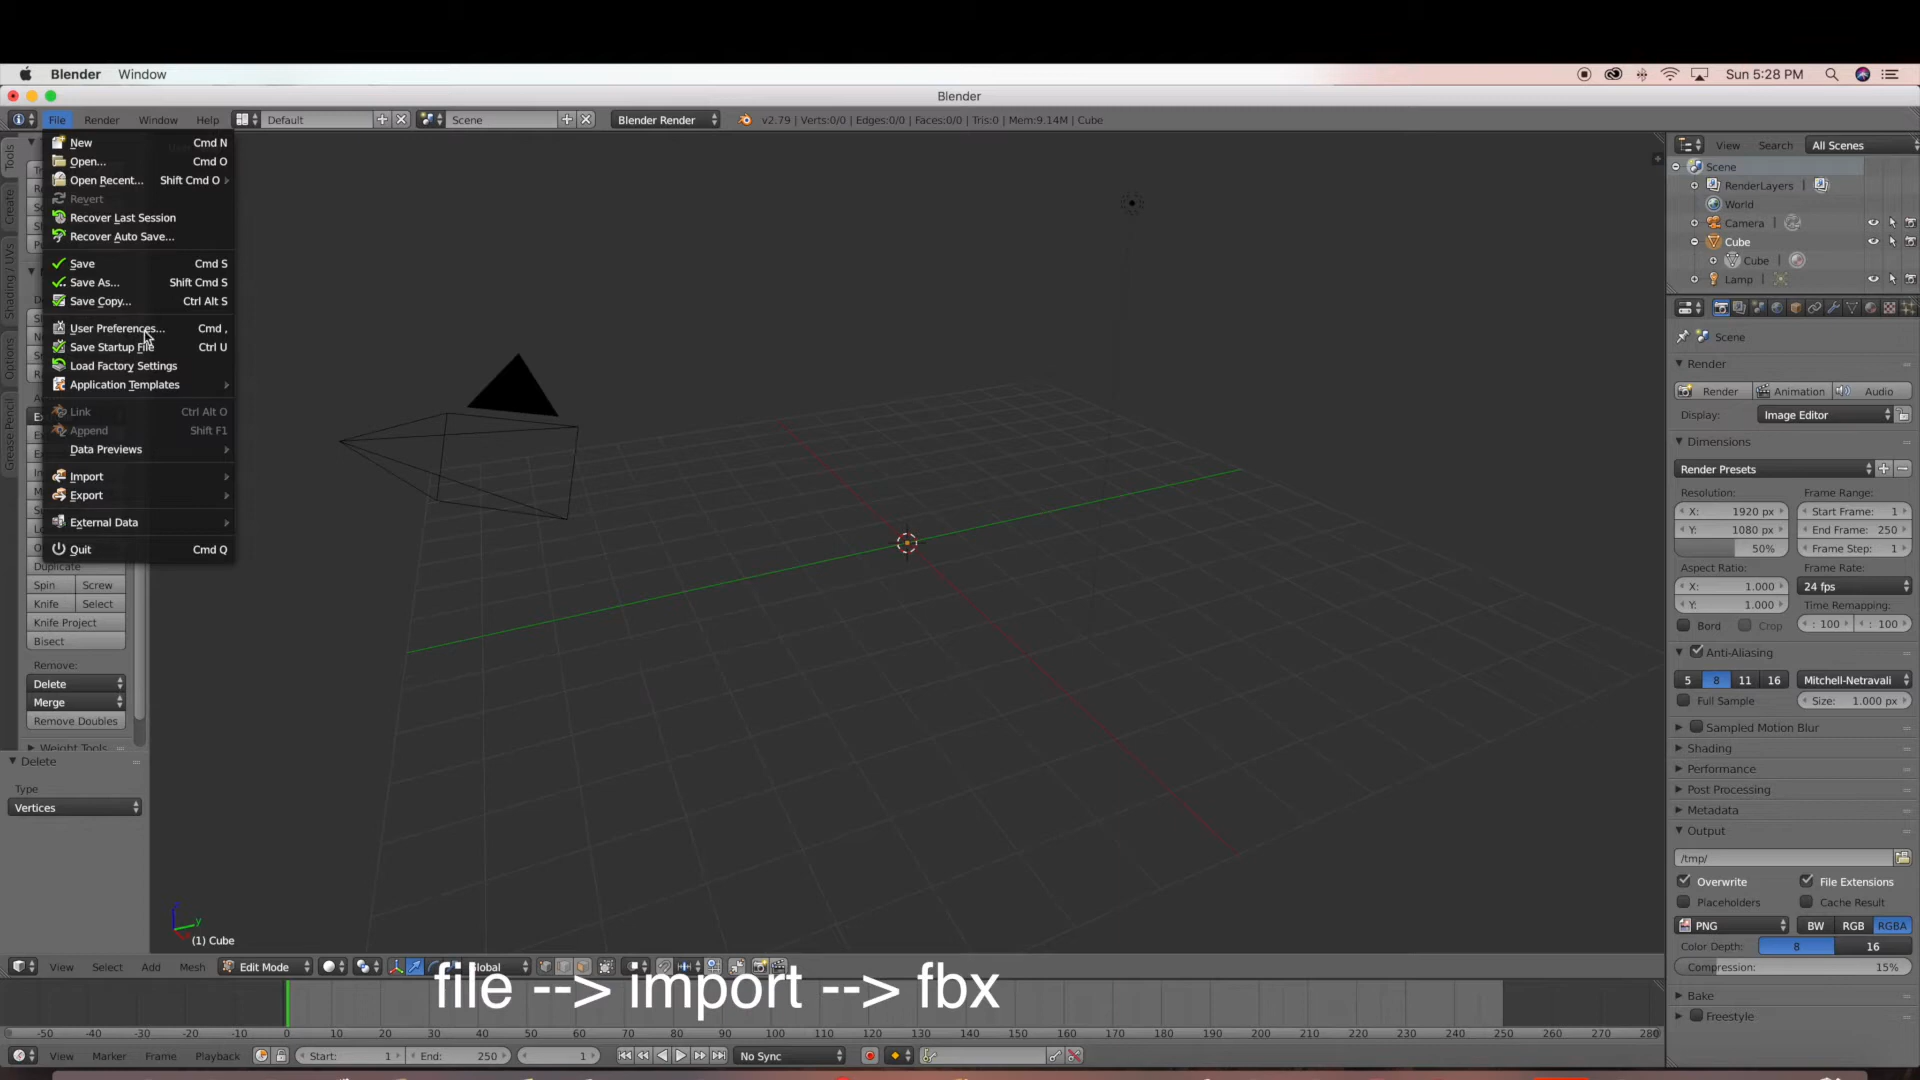 Blender Window Sun 5:28 PM
Blender
File Render Window Help Default Scene Blender Render v2.79 | Verts:0/0 | Edges:0/0 | Faces:0/0 | Tris:0 | Mem:9.14M | Cube
New Cmd N
Open... Cmd O
Open Recent... Shift Cmd O
Revert
Recover Last Session
Recover Auto Save...
Save Cmd S
Save As... Shift Cmd S
Save Copy... Ctrl Alt S
User Preferences... Cmd ,
Save Startup File Ctrl U
Load Factory Settings
Application Templates
Link Ctrl Alt O
Append Shift F1
Data Previews
Import
Export
External Data
Quit Cmd Q
Tools
Create
Shading / UVs
Options
Grease Pencil
Duplicate
Spin Screw
Knife Select
Knife Project
Bisect
Remove:
Delete
Merge
Remove Doubles
Weight Tools
Delete
Type
Vertices
(1) Cube
View Search All Scenes
Scene
RenderLayers
World
Camera
Cube
Cube
Lamp
Scene
Render
Render Animation Audio
Display: Image Editor
Dimensions
Render Presets
Resolution: Frame Range:
X: 1920 px Start Frame: 1
Y: 1080 px End Frame: 250
50% Frame Step: 1
Aspect Ratio: Frame Rate:
X: 1.000 24 fps
Y: 1.000 Time Remapping:
Bord Crop : 100 : 100
Anti-Aliasing
5 8 11 16 Mitchell-Netravali
Full Sample Size: 1.000 px
Sampled Motion Blur
Shading
Performance
Post Processing
Metadata
Output
/tmp/
Overwrite File Extensions
Placeholders Cache Result
PNG BW RGB RGBA
Color Depth: 8 16
Compression: 15%
Bake
Freestyle
View Select Add Mesh Edit Mode Global
file --> import --> fbx
-50 -40 -30 -20 -10 0 10 20 30 40 50 60 70 80 90 100 110 120 130 140 150 160 170 180 190 200 210 220 230 240 250 260 270 280
View Marker Frame Playback Start: 1 End: 250 1 No Sync